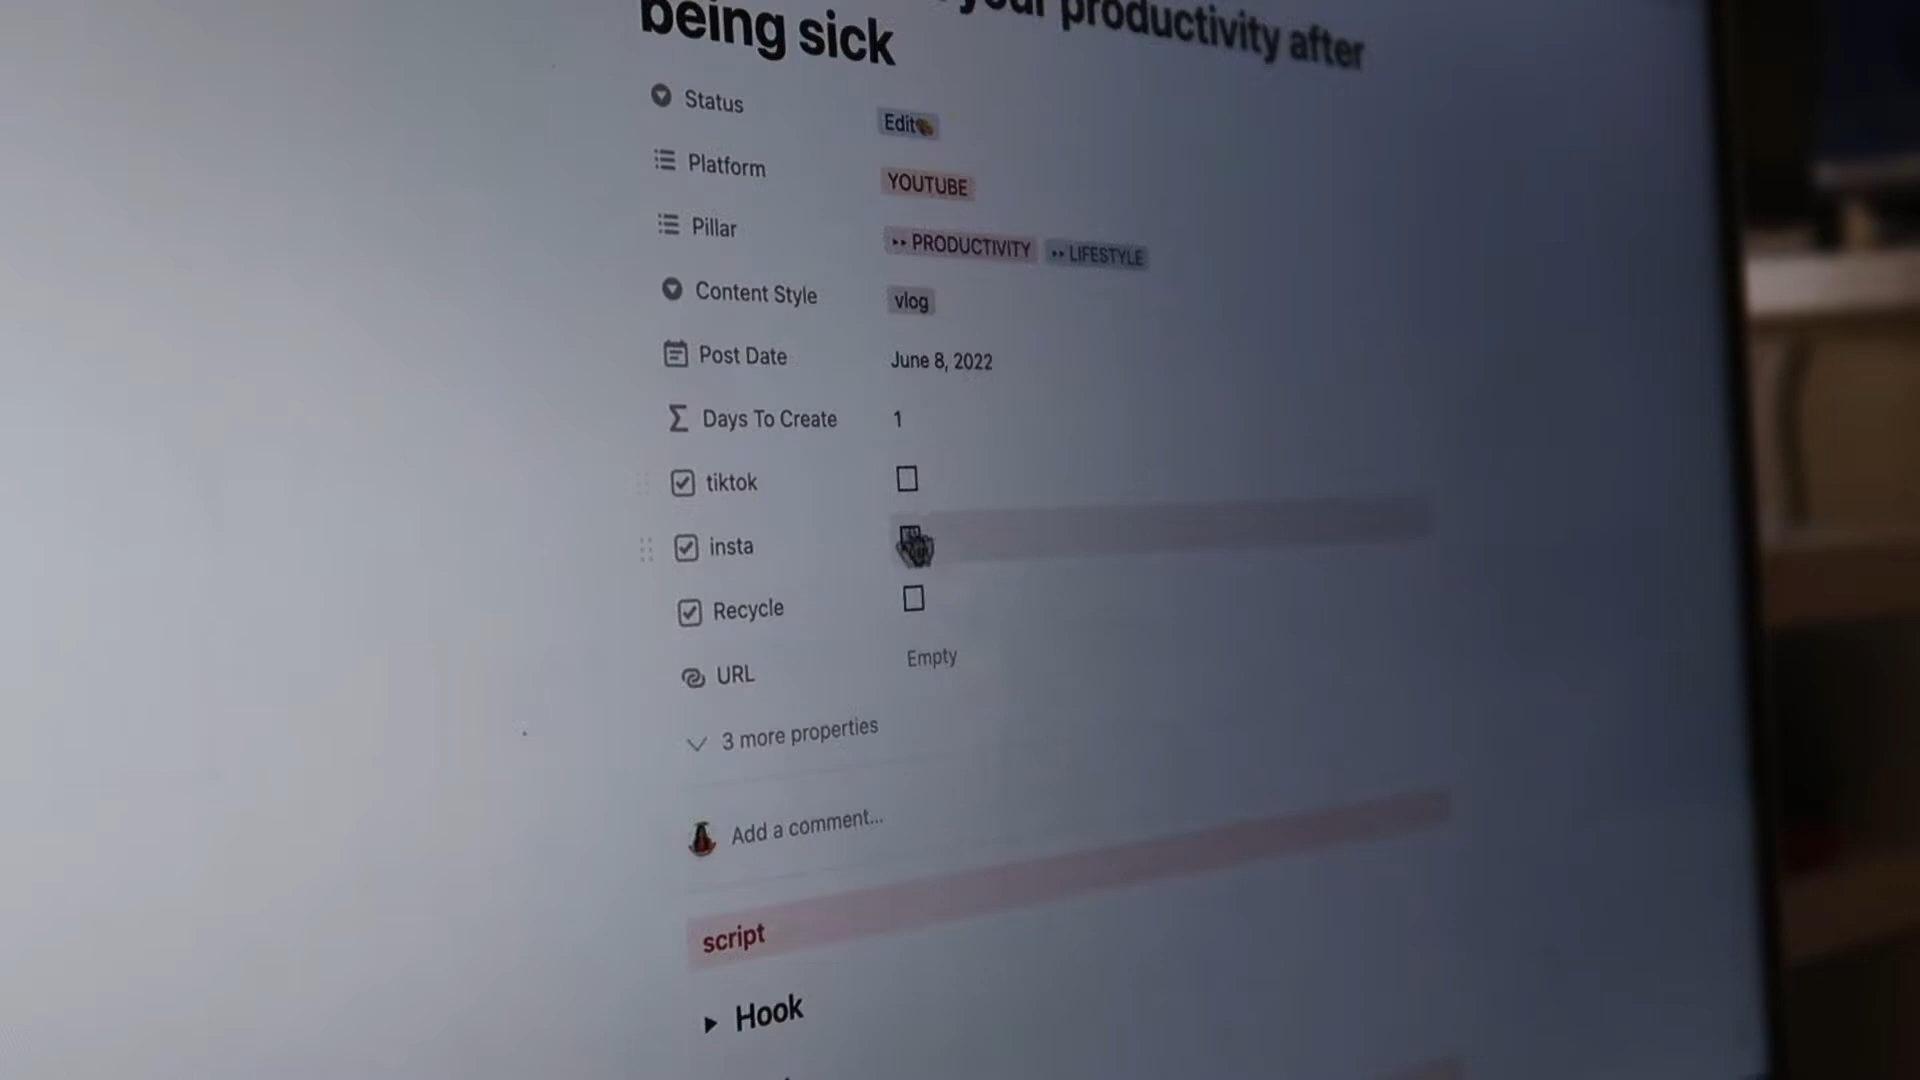 your productivity after
being sick
Status Edit
Platform YOUTUBE
Pillar PRODUCTIVITY LIFESTYLE
Content Style vlog
Post Date June 8, 2022
Days To Create 1
tiktok
insta
Recycle
URL Empty
3 more properties
Add a comment...
script
Hook